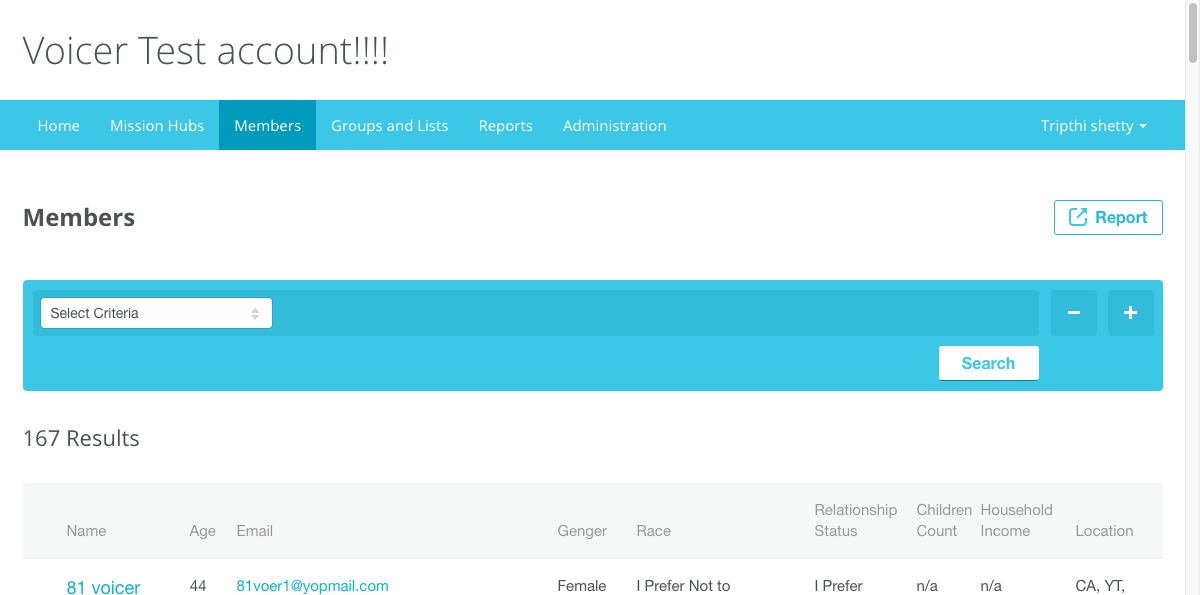 Voicer Test account!!!!
Home Mission Hubs Members Groups and Lists Reports Administration Tripthi shetty
Members
Report
Select Criteria
Search
167 Results
Name Age Email Genger Race Relationship Status Children Count Household Income Location
81 voicer 44 81voer1@yopmail.com Female I Prefer Not to I Prefer n/a n/a CA, YT,